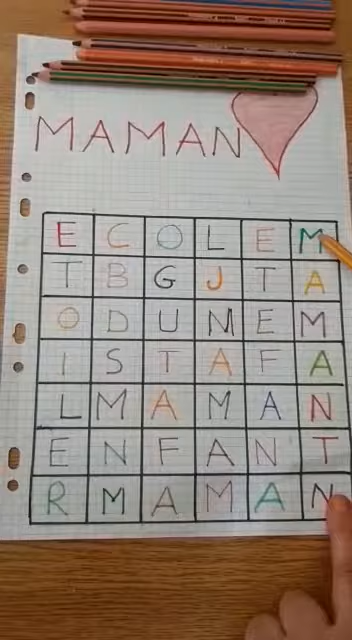 MAMAN
E C O L E M
T B G J T A
O D U N E M
I S T A F A
L M A M A N
E N F A N T
R M A M A N